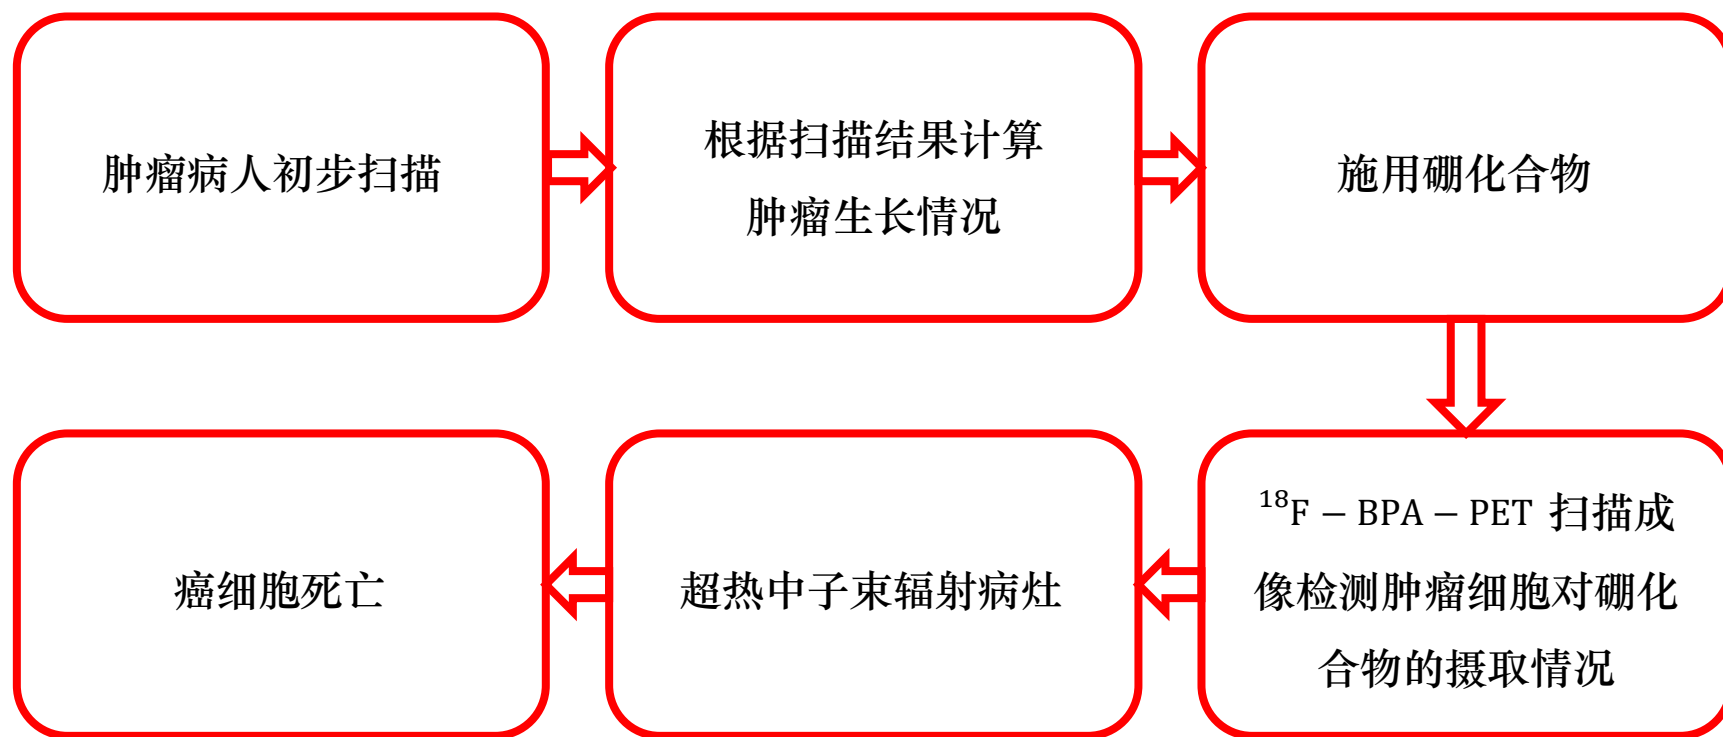 肿瘤病人初步扫描
根据扫描结果计算
肿瘤生长情况
施用硼化合物
¹⁸F – BPA – PET 扫描成
像检测肿瘤细胞对硼化
合物的摄取情况
超热中子束辐射病灶
癌细胞死亡